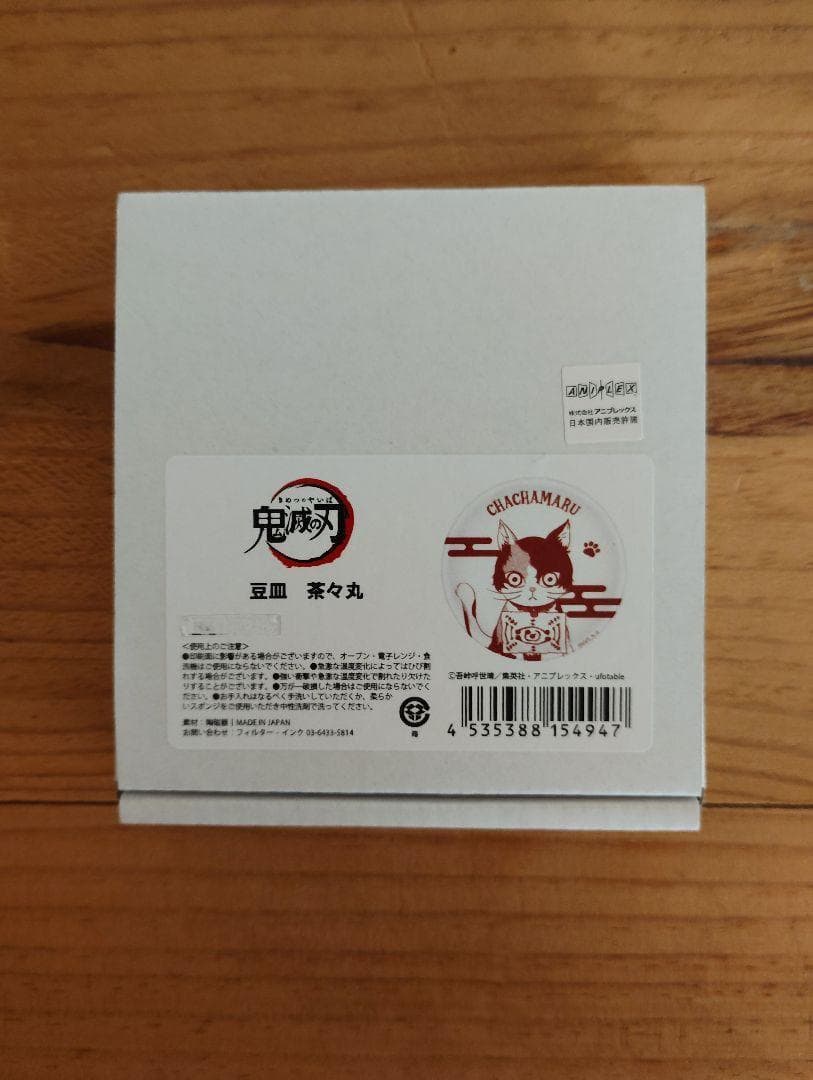 ANIPLEX
株式会社アニプレックス
日本国内販売許諾
きめつのやいば
鬼滅の刃
豆皿 茶々丸
CHACHAMARU
<使用上のご注意>
●印刷面に影響がある場合がございますので、オーブン・電子レンジ・食
洗機はご使用にならないでください。●急激な温度変化によってはひび割
れする場合がございます。●強い衝撃や急激な温度変化で割れたり欠けた
りすることがございます。●万が一破損した場合はご使用にならないでくだ
さい。●お手入れはなるべく手洗いしていただくか、柔らか
いスポンジをご使用いただき中性洗剤で洗ってください。
素材：陶磁器 | MADE IN JAPAN
お問い合わせ：フィルター・インク 03-6433-5814
箱
©吾峠呼世晴／集英社・アニプレックス・ufotable
4 535388 154947